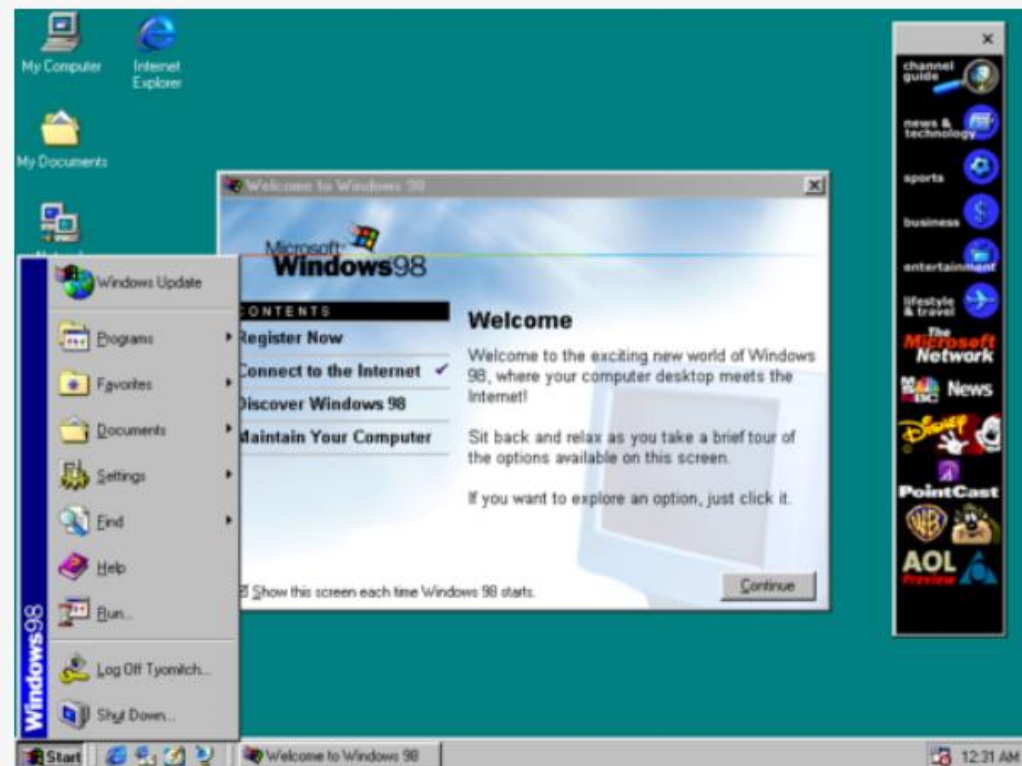 My Computer
Internet
Explorer
My Documents
Welcome to Windows 98
Microsoft
Windows98
CONTENTS
Register Now
Connect to the Internet
Discover Windows 98
Maintain Your Computer
Welcome
Welcome to the exciting new world of Windows
98, where your computer desktop meets the
Internet!
Sit back and relax as you take a brief tour of
the options available on this screen.
If you want to explore an option, just click it.
Show this screen each time Windows 98 starts.
Continue
Windows Update
Programs
Favorites
Documents
Settings
Find
Help
Run...
Log Off Tyomitch...
Shut Down...
Windows98
channel
guide
news &
technology
sports
business
entertainment
lifestyle
& travel
The
Microsoft
Network
MSNBC News
Disney
PointCast
WB
AOL
Preview
Start
Welcome to Windows 98
12:31 AM